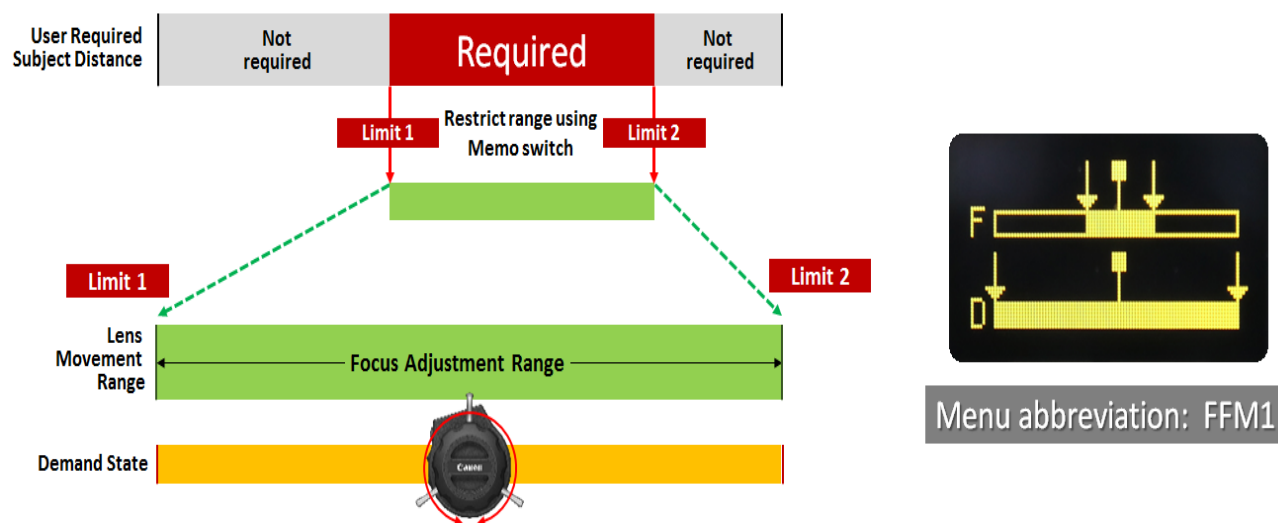 User Required
Subject Distance
Not
required
Required
Not
required
Limit 1
Restrict range using
Memo switch
Limit 2
Limit 1
Limit 2
Lens
Movement
Range
Focus Adjustment Range
Demand State
Canon
F
D
Menu abbreviation: FFM1